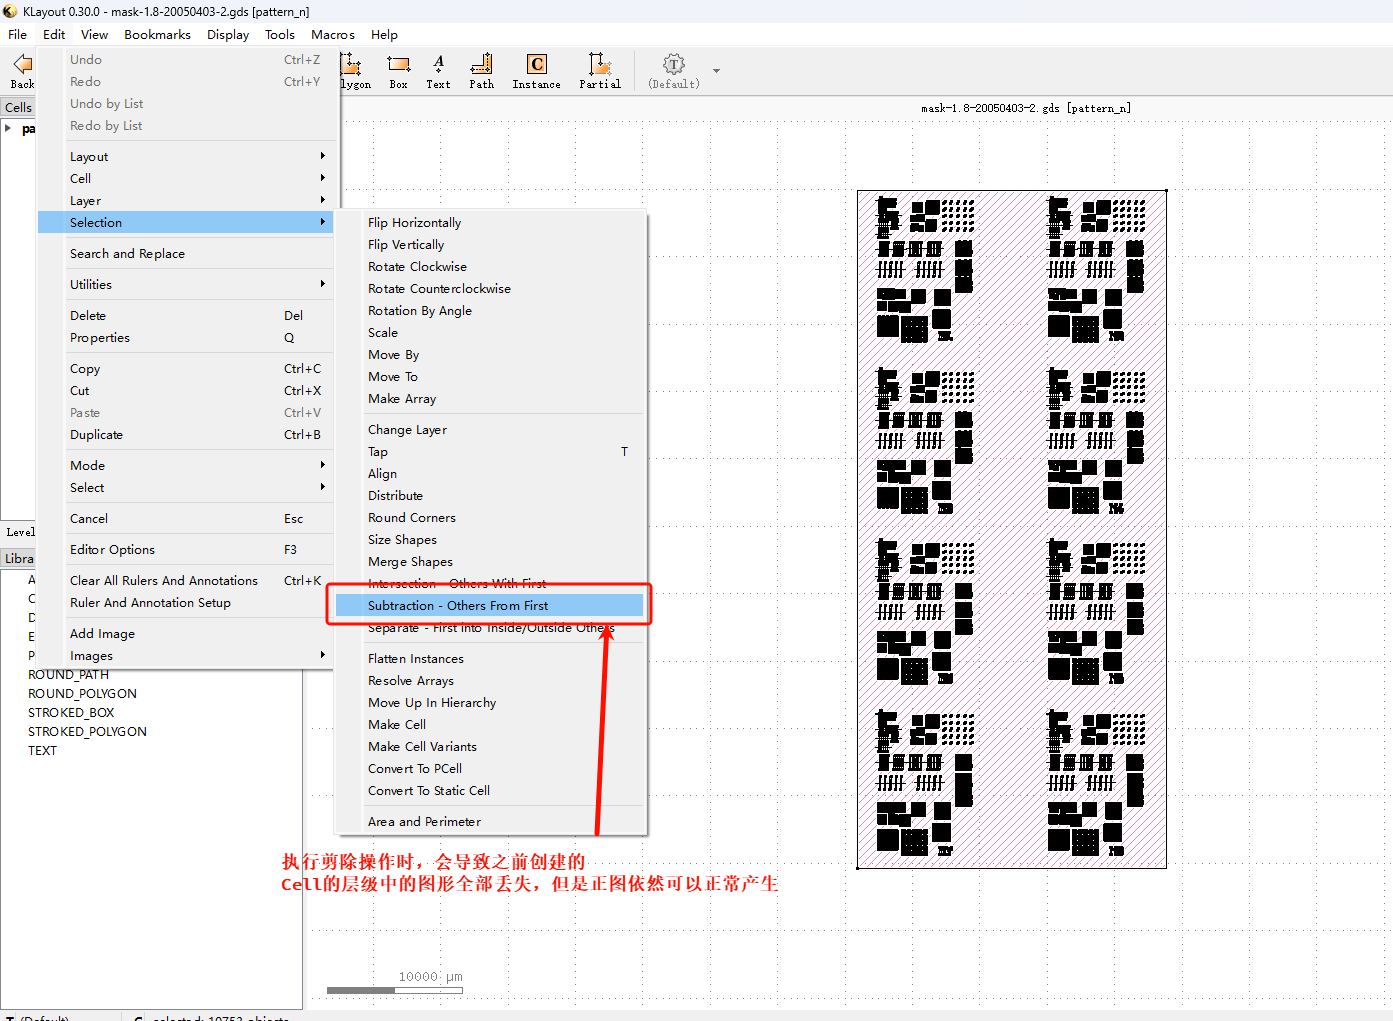 KLayout 0.30.0 - mask-1.8-20050403-2.gds [pattern_n]
File Edit View Bookmarks Display Tools Macros Help
Back
Undo Ctrl+Z
Redo Ctrl+Y
Undo by List
Redo by List
Layout
Cell
Layer
Selection
Search and Replace
Utilities
Delete Del
Properties Q
Copy Ctrl+C
Cut Ctrl+X
Paste Ctrl+V
Duplicate Ctrl+B
Mode
Select
Cancel Esc
Editor Options F3
Clear All Rulers And Annotations Ctrl+K
Ruler And Annotation Setup
Add Image
Images
lygon Box Text Path Instance Partial (Default)
Cells
pa
mask-1.8-20050403-2.gds [pattern_n]
Flip Horizontally
Flip Vertically
Rotate Clockwise
Rotate Counterclockwise
Rotation By Angle
Scale
Move By
Move To
Make Array
Change Layer
Tap T
Align
Distribute
Round Corners
Size Shapes
Merge Shapes
Intersection - Others With First
Subtraction - Others From First
Separate - First Into Inside/Outside Others
Flatten Instances
Resolve Arrays
Move Up In Hierarchy
Make Cell
Make Cell Variants
Convert To PCell
Convert To Static Cell
Area and Perimeter
Level
Libra
ROUND_PATH
ROUND_POLYGON
STROKED_BOX
STROKED_POLYGON
TEXT
执行剪除操作时，会导致之前创建的
Cell的层级中的图形全部丢失，但是正图依然可以正常产生
10000 μm
T (Default) G selected: 10753 objects